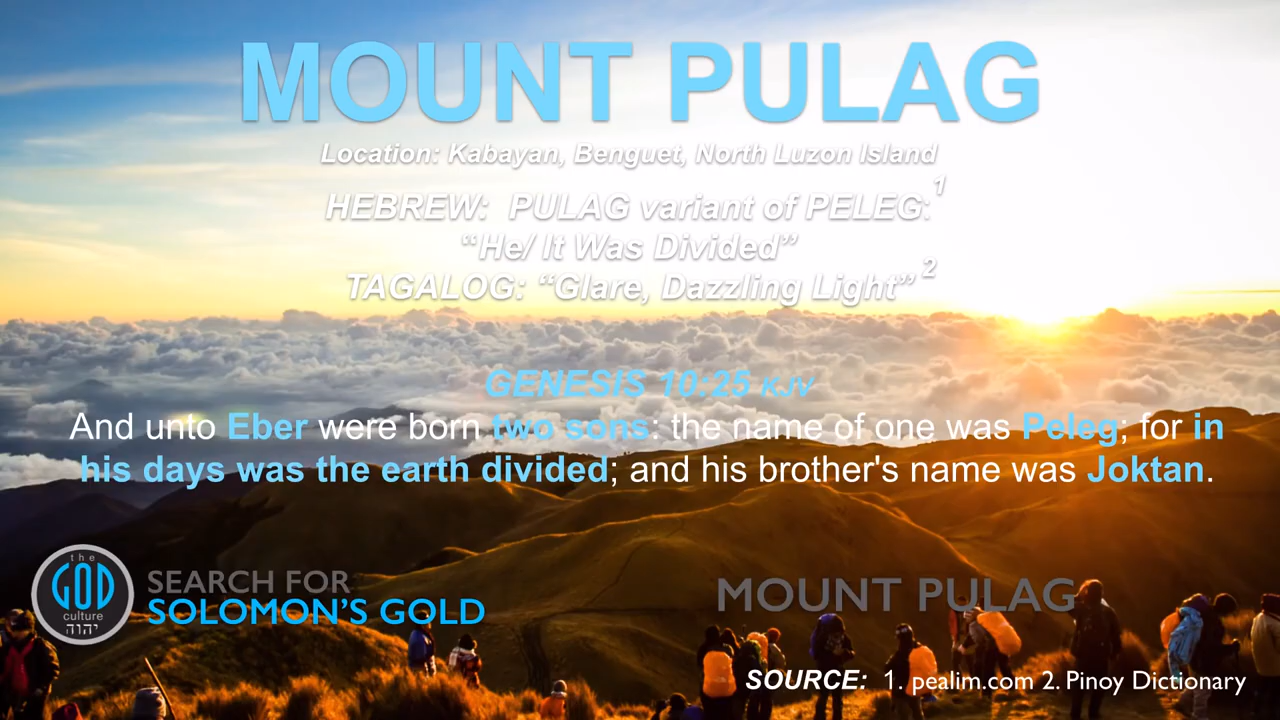 MOUNT PULAG
Location: Kabayan, Benguet, North Luzon Island
HEBREW: PULAG variant of PELEG:1
“He/ It Was Divided”
TAGALOG: “Glare, Dazzling Light” 2
GENESIS 10:25 KJV
And unto Eber were born two sons: the name of one was Peleg; for in
his days was the earth divided; and his brother's name was Joktan.
the
GOD
culture
יהוה
SEARCH FOR
SOLOMON’S GOLD
MOUNT PULAG
SOURCE: 1. pealim.com 2. Pinoy Dictionary